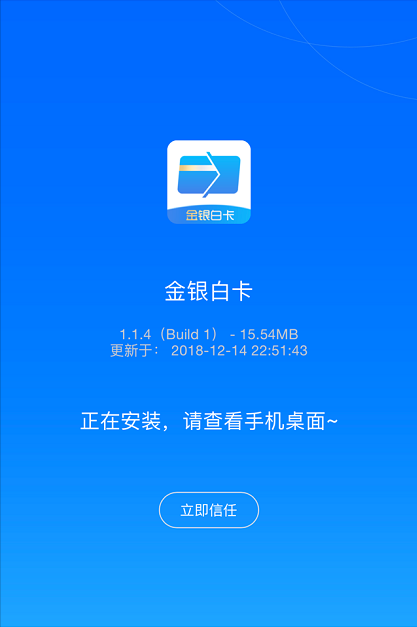 金银白卡
金银白卡
1.1.4（Build 1） - 15.54MB
更新于： 2018-12-14 22:51:43
正在安装，请查看手机桌面~
立即信任